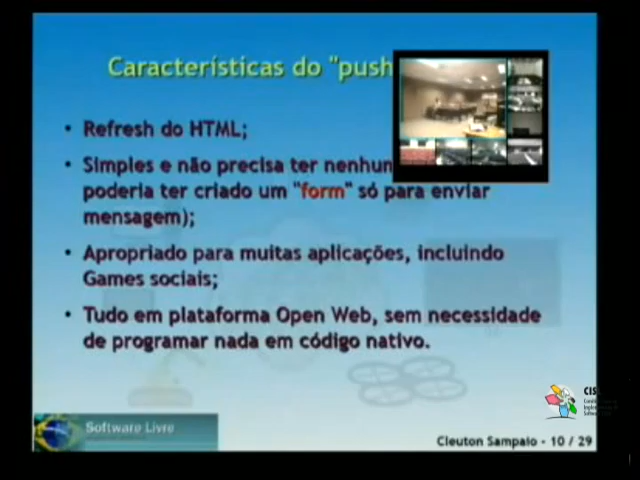 Características do "push
• Refresh do HTML;
• Simples e não precisa ter nenhum
poderia ter criado um "form" só para enviar
mensagem);
• Apropriado para muitas aplicações, incluindo
Games sociais;
• Tudo em plataforma Open Web, sem necessidade
de programar nada em código nativo.
CIS
Software Livre
Cleuton Sampaio - 10 / 29